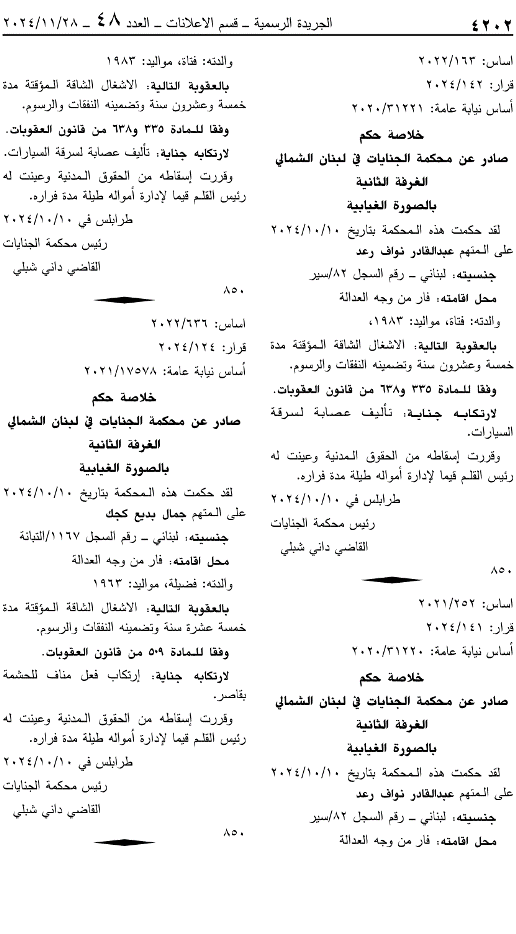 ٤٢٠٢
الجريدة الرسمية ــ قسم الاعلانات ــ العدد ٤٨ ــ ٢٠٢٤/١١/٢٨
اساس: ٢٠٢٢/١٦٣
قرار: ٢٠٢٤/١٤٢
أساس نيابة عامة: ٢٠٢٠/٣١٢٢١
خلاصة حكم
صادر عن محكمة الجنايات في لبنان الشمالي
الغرفة الثانية
بالصورة الغيابية
لقد حكمت هذه المحكمة بتاريخ ٢٠٢٤/١٠/١٠
على المتهم عبدالقادر نواف رعد
جنسيته: لبناني ــ رقم السجل ٨٢/سير
محل اقامته: فار من وجه العدالة
والدته: فتاة، مواليد: ١٩٨٣،
بالعقوبة التالية: الاشغال الشاقة المؤقتة مدة
خمسة وعشرون سنة وتضمينه النفقات والرسوم.
وفقا للمادة ٣٣٥ و٦٣٨ من قانون العقوبات.
لارتكابه جناية: تأليف عصابة لسرقة
السيارات.
وقررت إسقاطه من الحقوق المدنية وعينت له
رئيس القلم قيما لإدارة أمواله طيلة مدة فراره.
طرابلس في ٢٠٢٤/١٠/١٠
رئيس محكمة الجنايات
القاضي داني شبلي
٨٥٠
اساس: ٢٠٢١/٢٥٢
قرار: ٢٠٢٤/١٤١
أساس نيابة عامة: ٢٠٢٠/٣١٢٢٠
خلاصة حكم
صادر عن محكمة الجنايات في لبنان الشمالي
الغرفة الثانية
بالصورة الغيابية
لقد حكمت هذه المحكمة بتاريخ ٢٠٢٤/١٠/١٠
على المتهم عبدالقادر نواف رعد
جنسيته: لبناني ــ رقم السجل ٨٢/سير
محل اقامته: فار من وجه العدالة
والدته: فتاة، مواليد: ١٩٨٣
بالعقوبة التالية: الاشغال الشاقة المؤقتة مدة
خمسة وعشرون سنة وتضمينه النفقات والرسوم.
وفقا للمادة ٣٣٥ و٦٣٨ من قانون العقوبات.
لارتكابه جناية: تأليف عصابة لسرقة السيارات.
وقررت إسقاطه من الحقوق المدنية وعينت له
رئيس القلم قيما لإدارة أمواله طيلة مدة فراره.
طرابلس في ٢٠٢٤/١٠/١٠
رئيس محكمة الجنايات
القاضي داني شبلي
٨٥٠
اساس: ٢٠٢٢/٦٣٦
قرار: ٢٠٢٤/١٢٤
أساس نيابة عامة: ٢٠٢١/١٧٥٧٨
خلاصة حكم
صادر عن محكمة الجنايات في لبنان الشمالي
الغرفة الثانية
بالصورة الغيابية
لقد حكمت هذه المحكمة بتاريخ ٢٠٢٤/١٠/١٠
على المتهم جمال بديع كجك
جنسيته: لبناني ــ رقم السجل ١١٦٧/التبانة
محل اقامته: فار من وجه العدالة
والدته: فضيلة، مواليد: ١٩٦٣
بالعقوبة التالية: الاشغال الشاقة المؤقتة مدة
خمسة عشرة سنة وتضمينه النفقات والرسوم.
وفقا للمادة ٥٠٩ من قانون العقوبات.
لارتكابه جناية: إرتكاب فعل مناف للحشمة
بقاصر.
وقررت إسقاطه من الحقوق المدنية وعينت له
رئيس القلم قيما لإدارة أمواله طيلة مدة فراره.
طرابلس في ٢٠٢٤/١٠/١٠
رئيس محكمة الجنايات
القاضي داني شبلي
٨٥٠